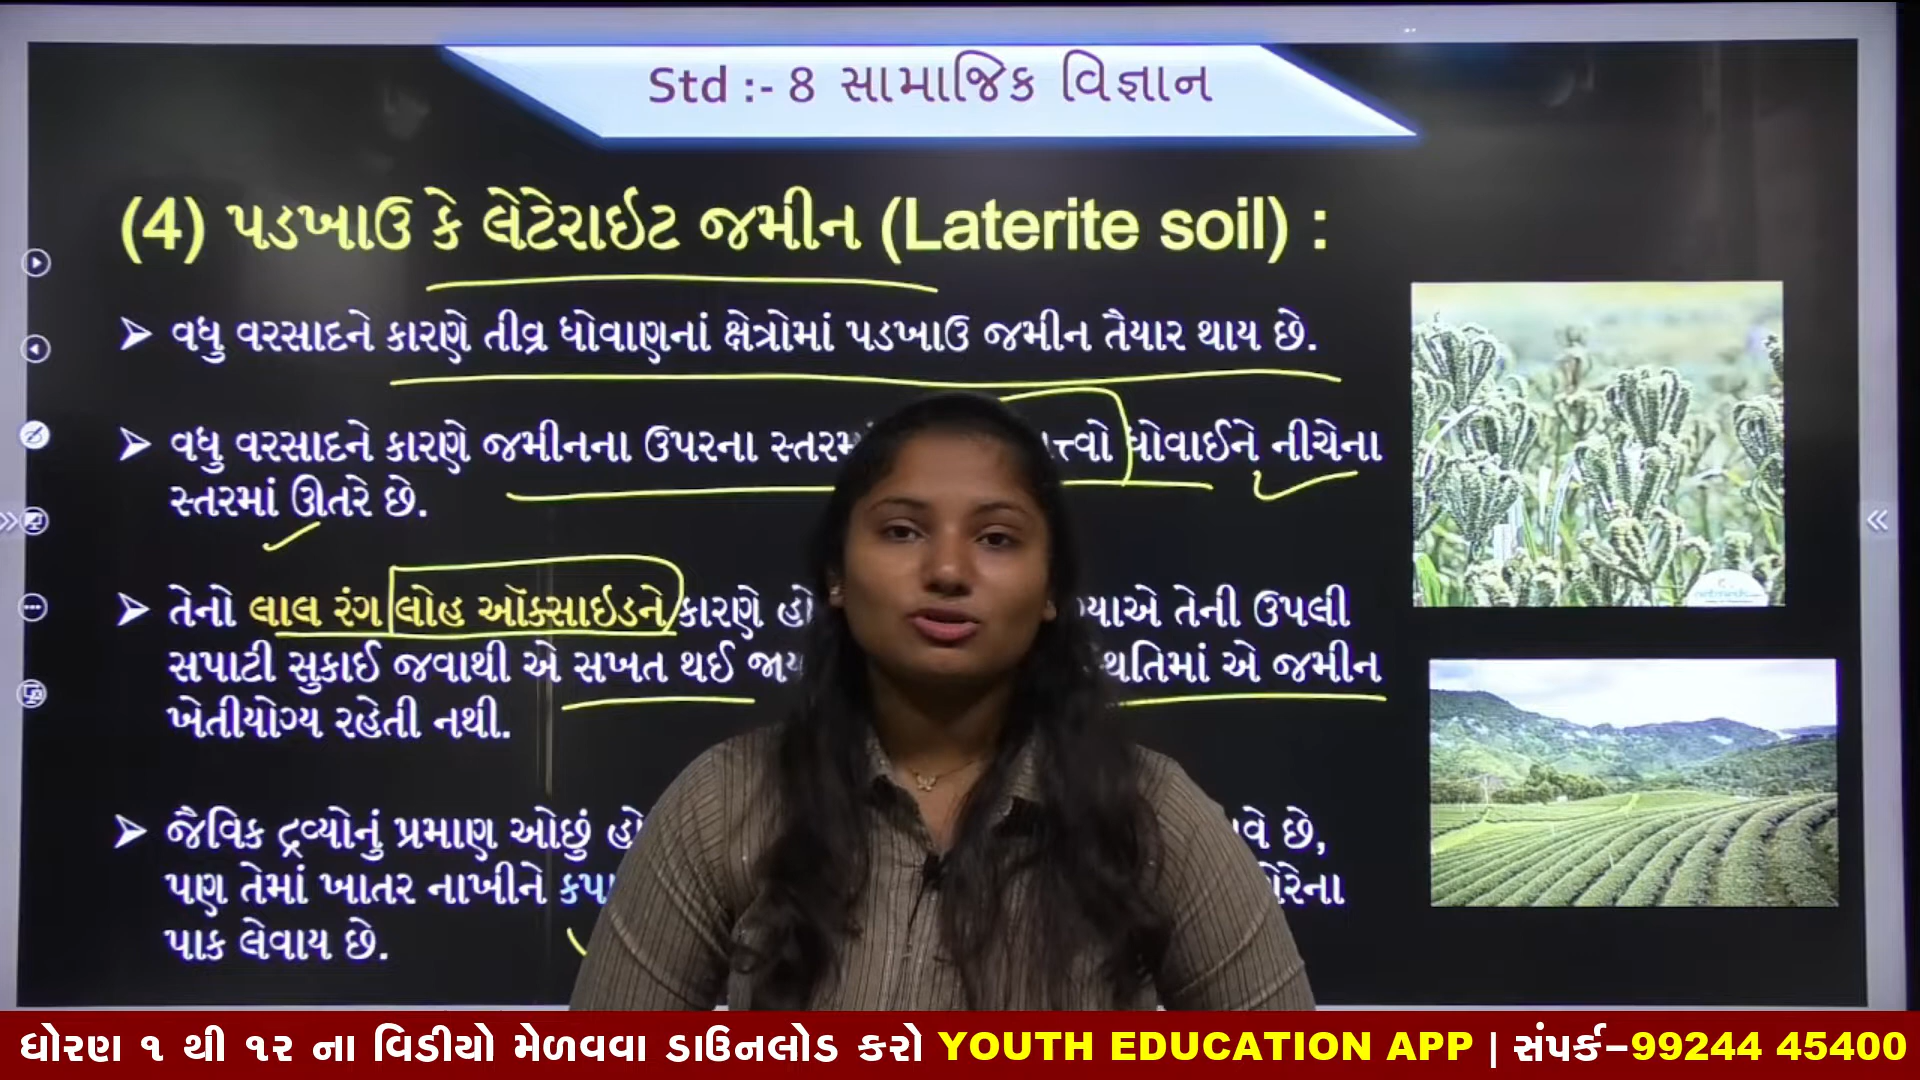 Std :- 8 સામાજિક વિજ્ઞાન
(4) પડખાઉ કે લેટેરાઇટ જમીન (Laterite soil) :
➤ વધુ વરસાદને કારણે તીવ્ર ધોવાણનાં ક્ષેત્રોમાં પડખાઉ જમીન તૈયાર થાય છે.
➤ વધુ વરસાદને કારણે જમીનના ઉપરના સ્તરમાં ધોવાઈને નીચેના
સ્તરમાં ઊતરે છે.
➤ તેનો લાલ રંગ લોહ ઑક્સાઇડને કારણે તેની ઉપલી
સપાટી સુકાઈ જવાથી એ સખત થઈ એ જમીન
ખેતીયોગ્ય રહેતી નથી.
➤ જૈવિક દ્રવ્યોનું પ્રમાણ ઓછું છે,
પણ તેમાં ખાતર નાખીને
પાક લેવાય છે.
ધોરણ ૧ થી ૧૨ ના વિડીયો મેળવવા ડાઉનલોડ કરો YOUTH EDUCATION APP | સંપર્ક–99244 45400